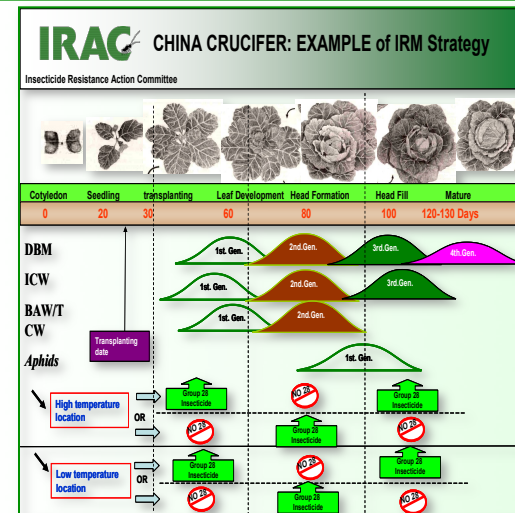 IRAC
CHINA CRUCIFER: EXAMPLE of IRM Strategy
Insecticide Resistance Action Committee
Cotyledon Seedling transplanting Leaf Development Head Formation Head Fill Mature
0 20 30 60 80 100 120-130 Days
DBM
1st. Gen. 2nd.Gen. 3rd.Gen. 4th.Gen.
ICW
1st. Gen. 2nd.Gen. 3rd.Gen.
BAW/T
CW
1st. Gen. 2nd.Gen.
Transplanting
date
Aphids
1st. Gen.
High temperature
location
OR
Group 28
Insecticide
NO 28
Group 28
Insecticide
NO 28
Group 28
Insecticide
NO 28
Low temperature
location
OR
Group 28
Insecticide
NO 28
Group 28
Insecticide
NO 28
Group 28
Insecticide
NO 28